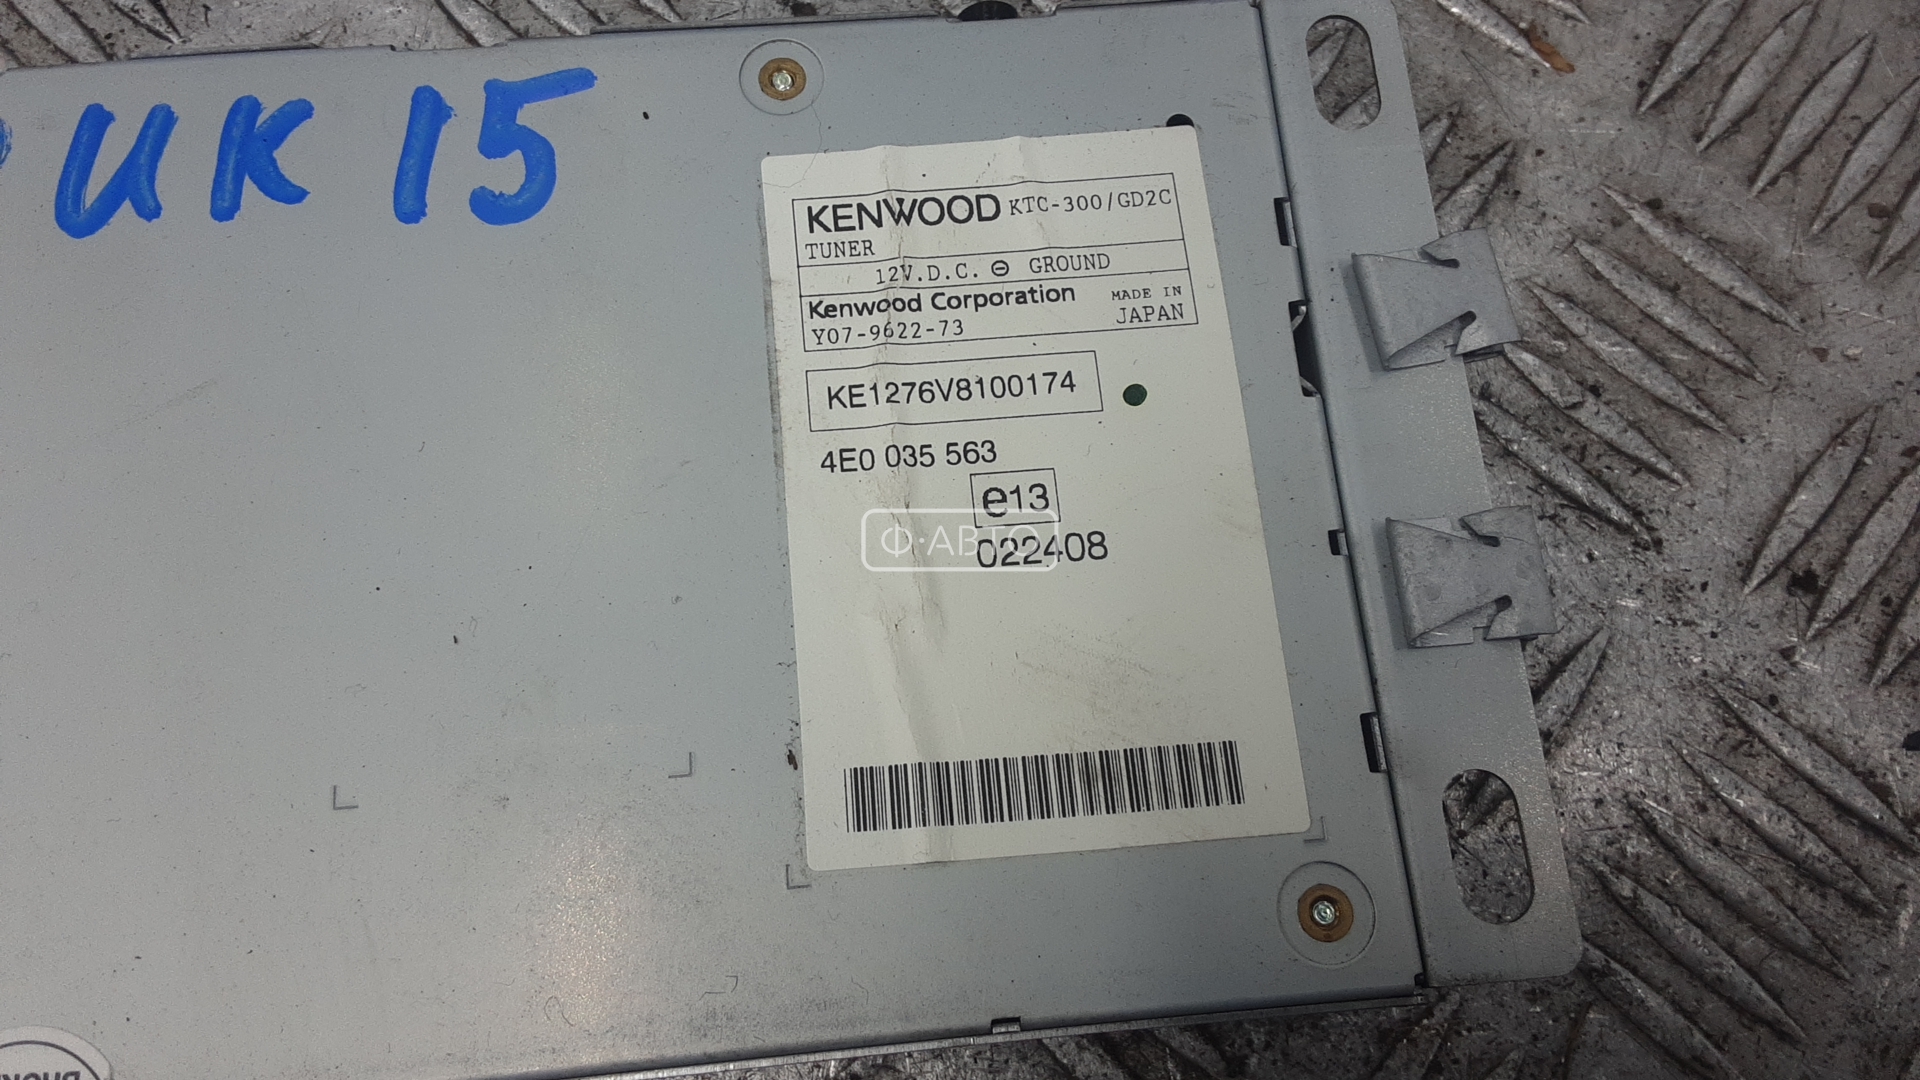 UK 15
KENWOOD KTC-300/GD2C
TUNER
12V.D.C. ⊖ GROUND
Kenwood Corporation MADE IN
Y07-9622-73 JAPAN
KE1276V8100174
4E0 035 563
e13
022408
Ф·АВТО